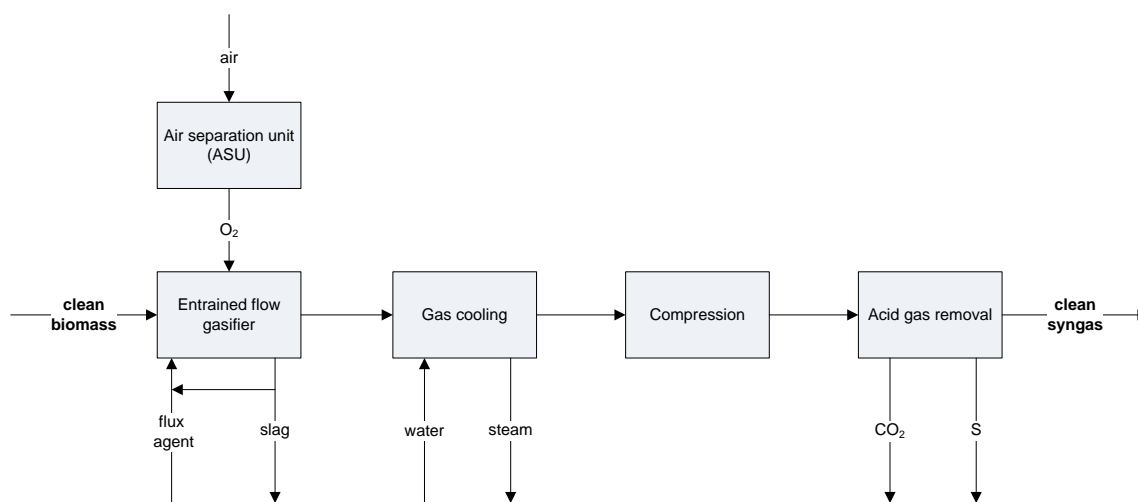 air
Air separation unit
(ASU)
O₂
clean
biomass
Entrained flow
gasifier
Gas cooling
Compression
Acid gas removal
clean
syngas
flux
agent
slag
water
steam
CO₂
S